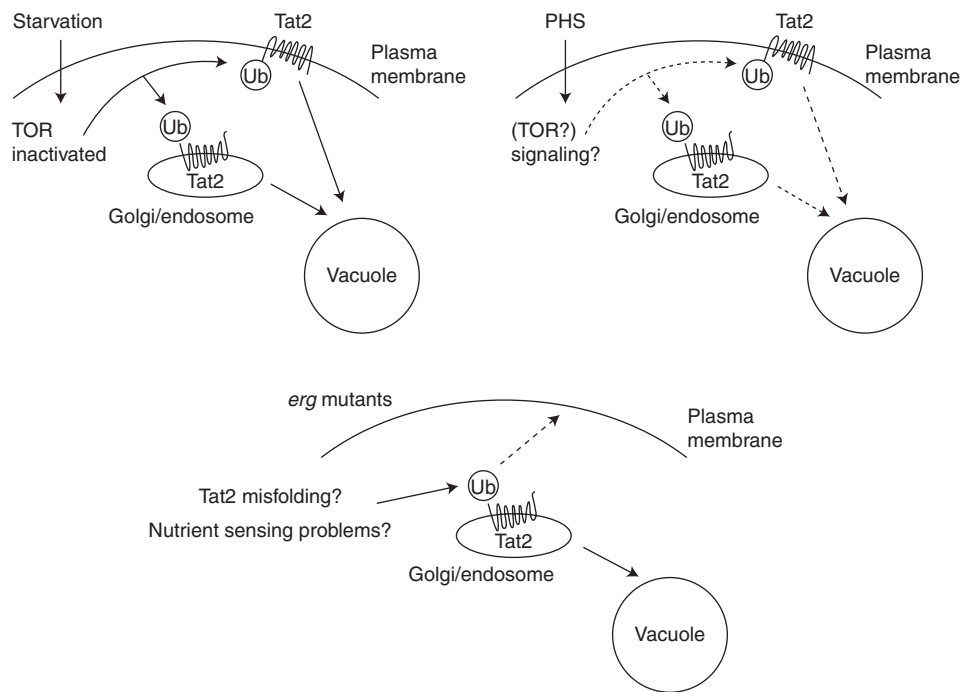 Starvation
Tat2
Plasma
membrane
Ub
TOR
inactivated
Ub
Tat2
Golgi/endosome
Vacuole
PHS
Tat2
Plasma
membrane
Ub
(TOR?)
signaling?
Ub
Tat2
Golgi/endosome
Vacuole
erg mutants
Plasma
membrane
Tat2 misfolding?
Ub
Nutrient sensing problems?
Tat2
Golgi/endosome
Vacuole